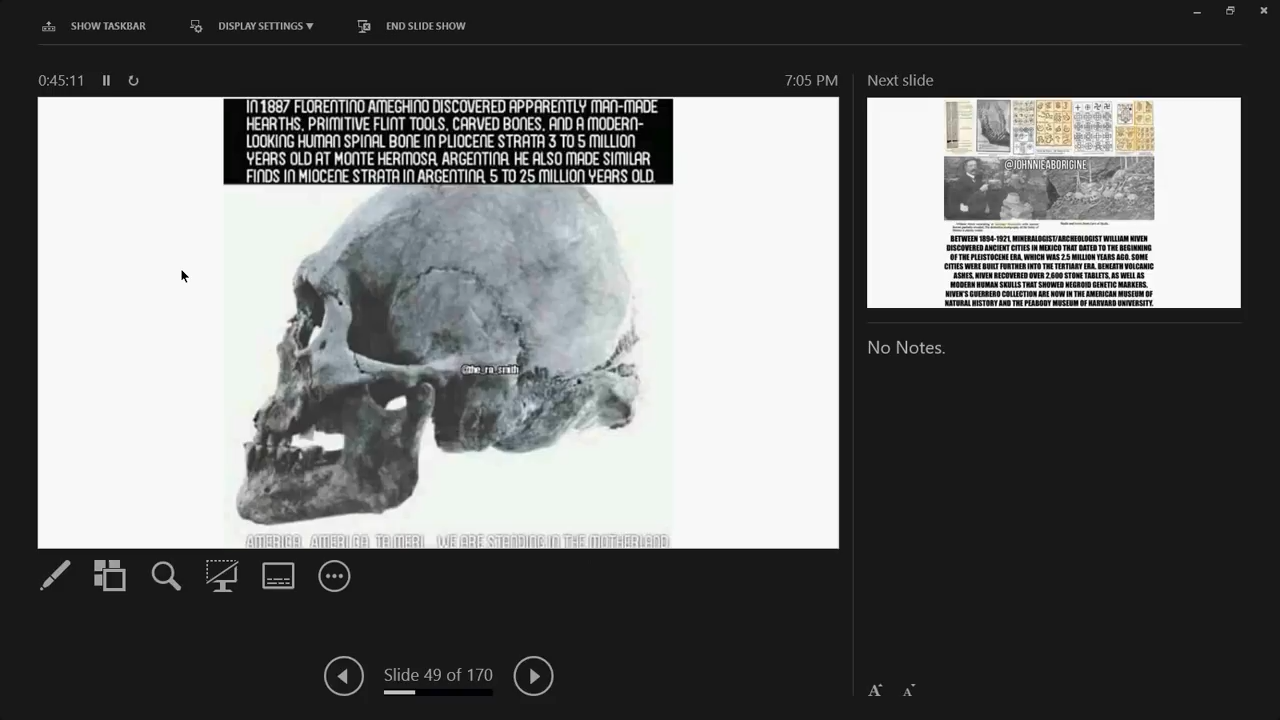 SHOW TASKBAR
DISPLAY SETTINGS ▼
END SLIDE SHOW
0:45:11
7:05 PM
IN 1887 FLORENTINO AMEGHINO DISCOVERED APPARENTLY MAN-MADE
HEARTHS, PRIMITIVE FLINT TOOLS, CARVED BONES, AND A MODERN-
LOOKING HUMAN SPINAL BONE IN PLIOCENE STRATA 3 TO 5 MILLION
YEARS OLD AT MONTE HERMOSA, ARGENTINA. HE ALSO MADE SIMILAR
FINDS IN MIOCENE STRATA IN ARGENTINA, 5 TO 25 MILLION YEARS OLD.
@the_ra_smith
AMERICA, AMERICA, TA MERI... WE ARE STANDING IN THE MOTHERLAND
Slide 49 of 170
Next slide
@JOHNNIEABORIGINE
BETWEEN 1894-1921, MINERALOGIST/ARCHEOLOGIST WILLIAM NIVEN
DISCOVERED ANCIENT CITIES IN MEXICO THAT DATED TO THE BEGINNING
OF THE PLEISTOCENE ERA, WHICH WAS 2.5 MILLION YEARS AGO. SOME
CITIES WERE BUILT FURTHER INTO THE TERTIARY ERA. BENEATH VOLCANIC
ASHES, NIVEN RECOVERED OVER 2,600 STONE TABLETS, AS WELL AS
MODERN HUMAN SKULLS THAT SHOWED NEGROID GENETIC MARKERS.
NIVEN'S GUERRERO COLLECTION ARE NOW IN THE AMERICAN MUSEUM OF
NATURAL HISTORY AND THE PEABODY MUSEUM OF HARVARD UNIVERSITY.
No Notes.
A A